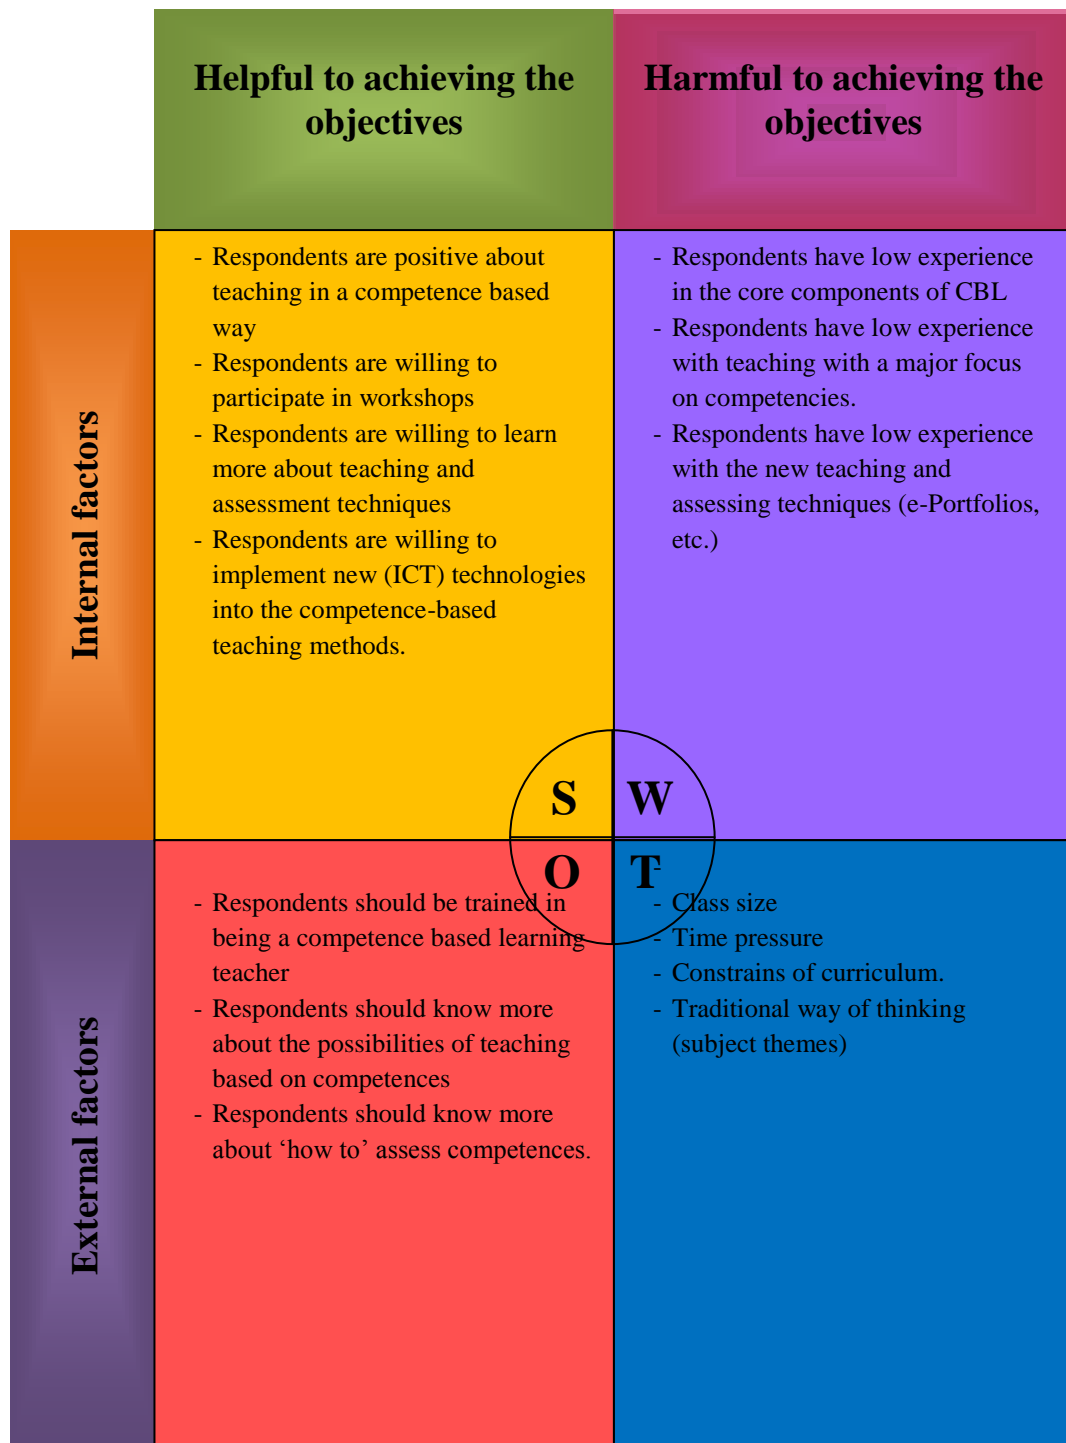 Helpful to achieving the
objectives
Harmful to achieving the
objectives
Internal factors
- Respondents are positive about
teaching in a competence based
way
- Respondents are willing to
participate in workshops
- Respondents are willing to learn
more about teaching and
assessment techniques
- Respondents are willing to
implement new (ICT) technologies
into the competence-based
teaching methods.
- Respondents have low experience
in the core components of CBL
- Respondents have low experience
with teaching with a major focus
on competencies.
- Respondents have low experience
with the new teaching and
assessing techniques (e-Portfolios,
etc.)
S W
O T
External factors
- Respondents should be trained in
being a competence based learning
teacher
- Respondents should know more
about the possibilities of teaching
based on competences
- Respondents should know more
about ‘how to’ assess competences.
-
- Class size
- Time pressure
- Constrains of curriculum.
- Traditional way of thinking
(subject themes)